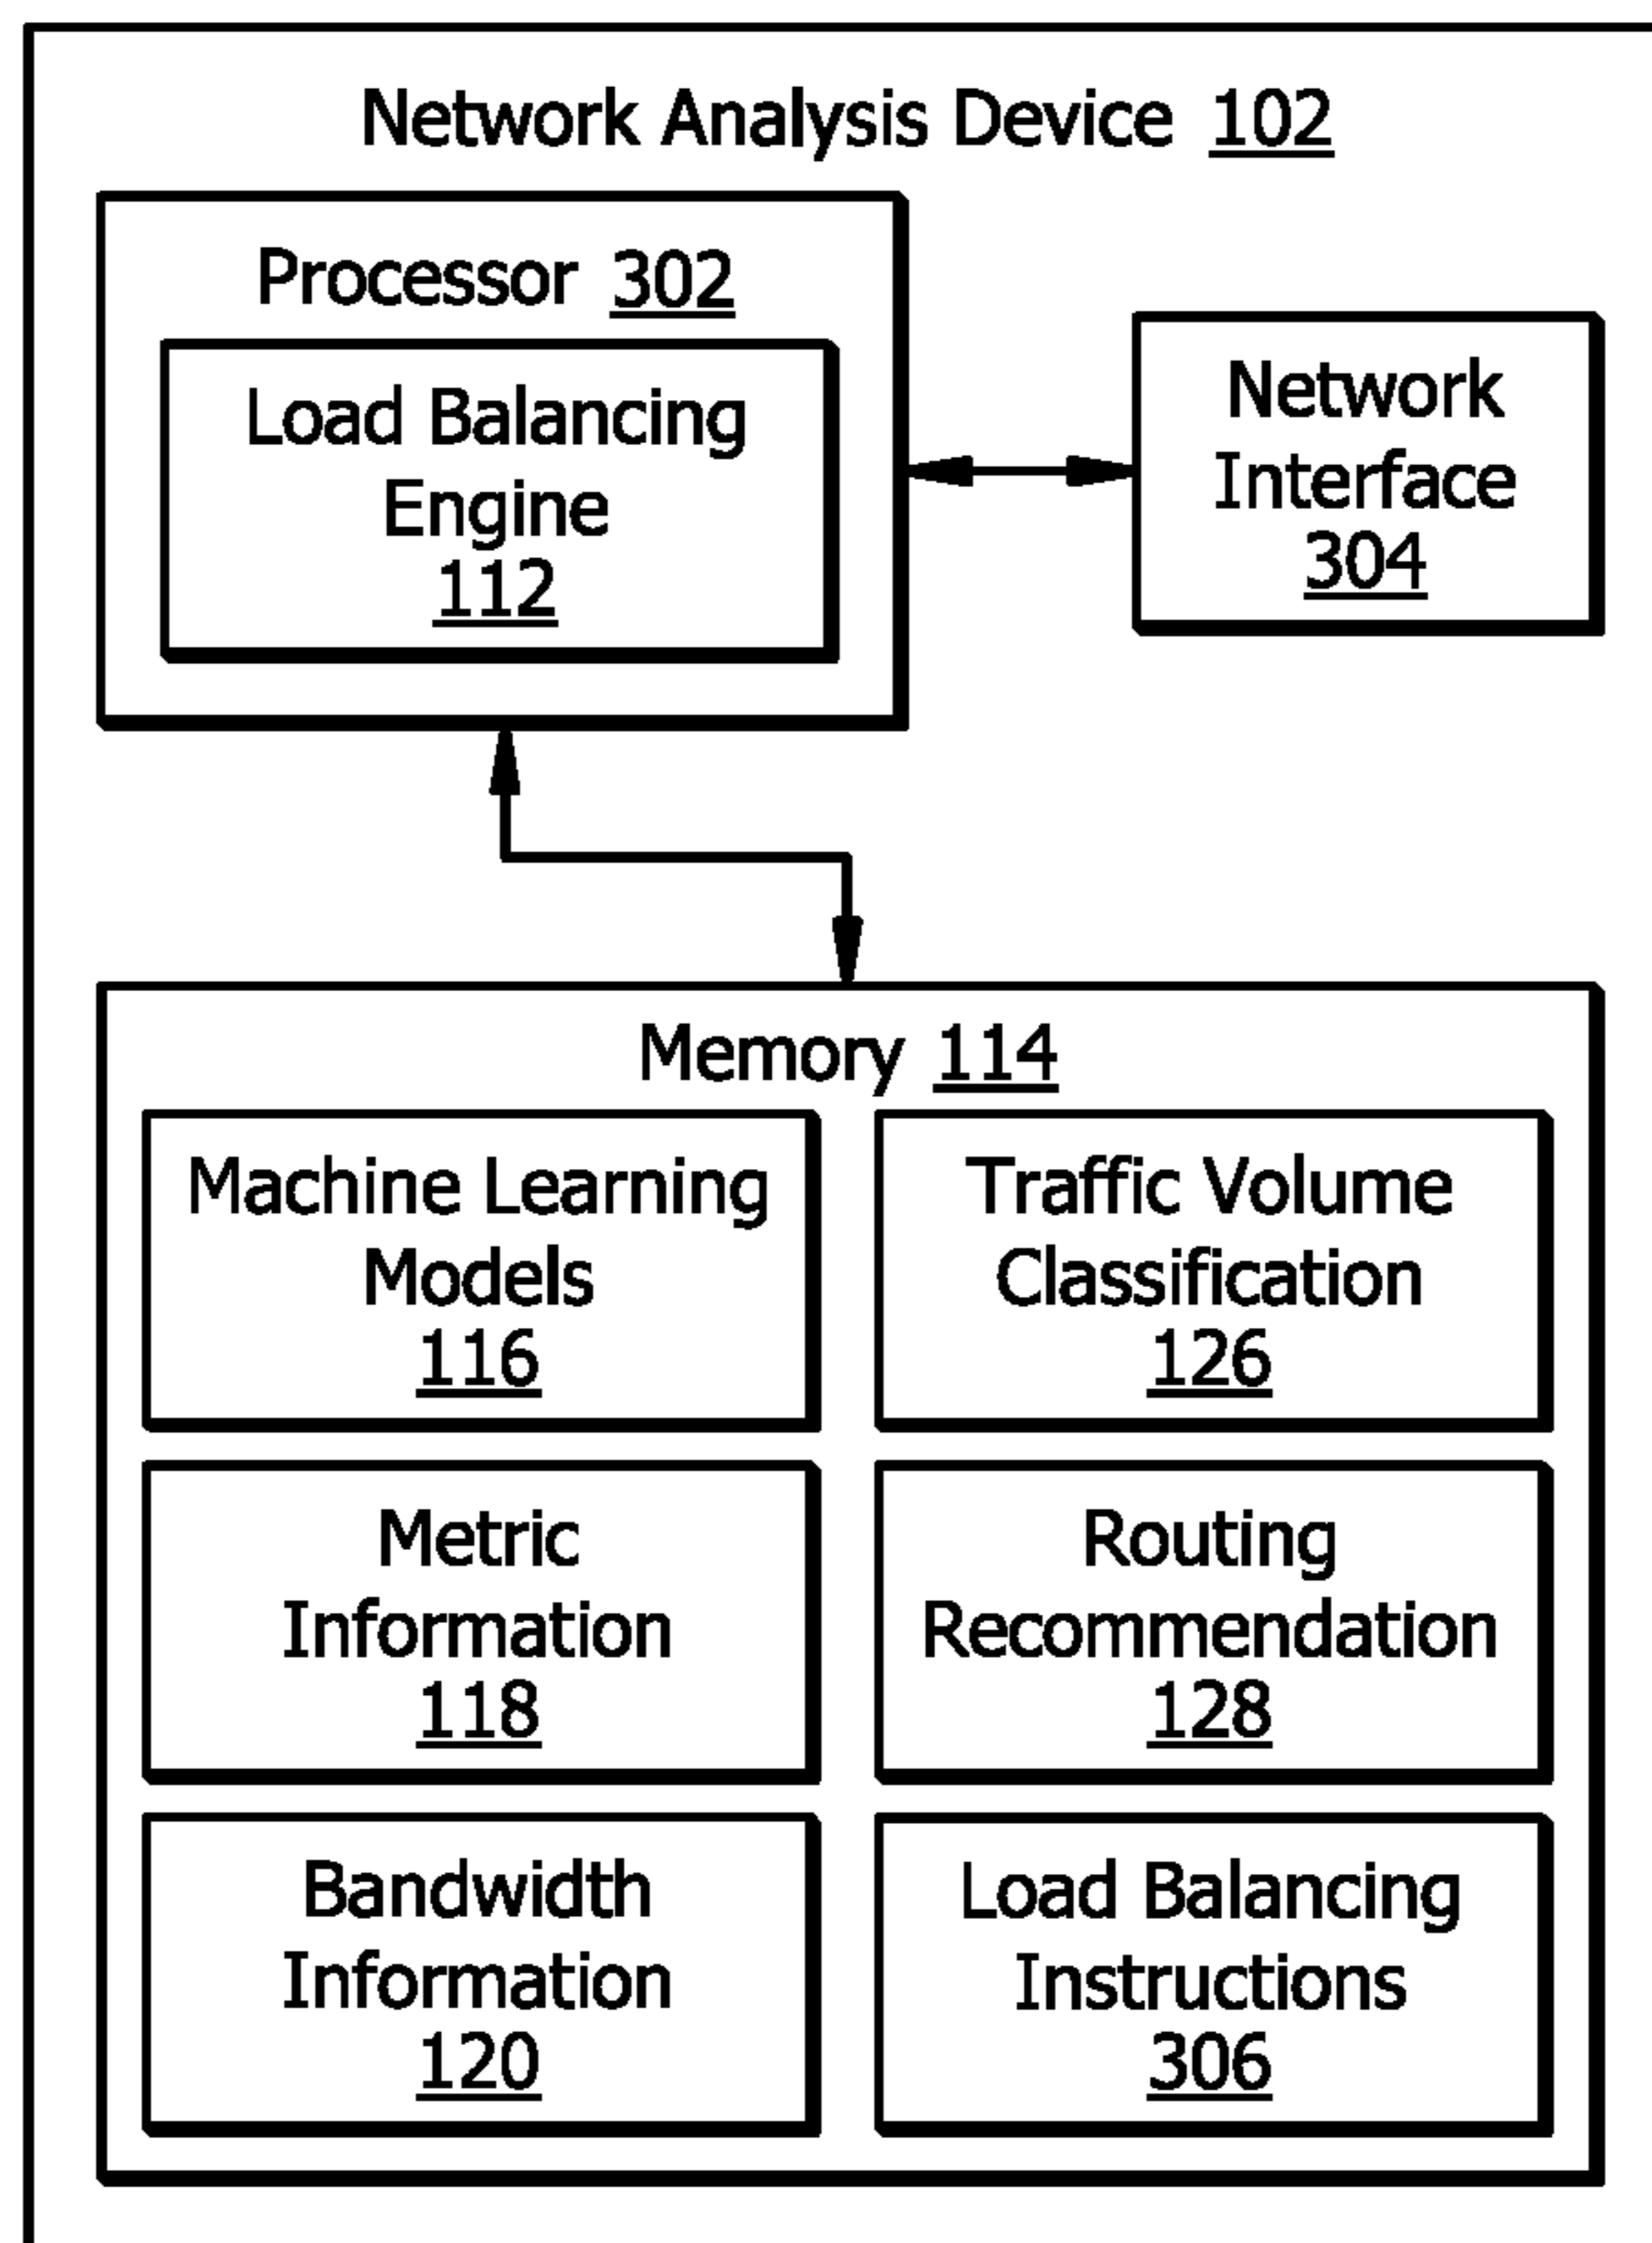 Network Analysis Device 102
Processor 302
Load Balancing
Engine
112
Network
Interface
304
Memory 114
Machine Learning
Models
116
Traffic Volume
Classification
126
Metric
Information
118
Routing
Recommendation
128
Bandwidth
Information
120
Load Balancing
Instructions
306